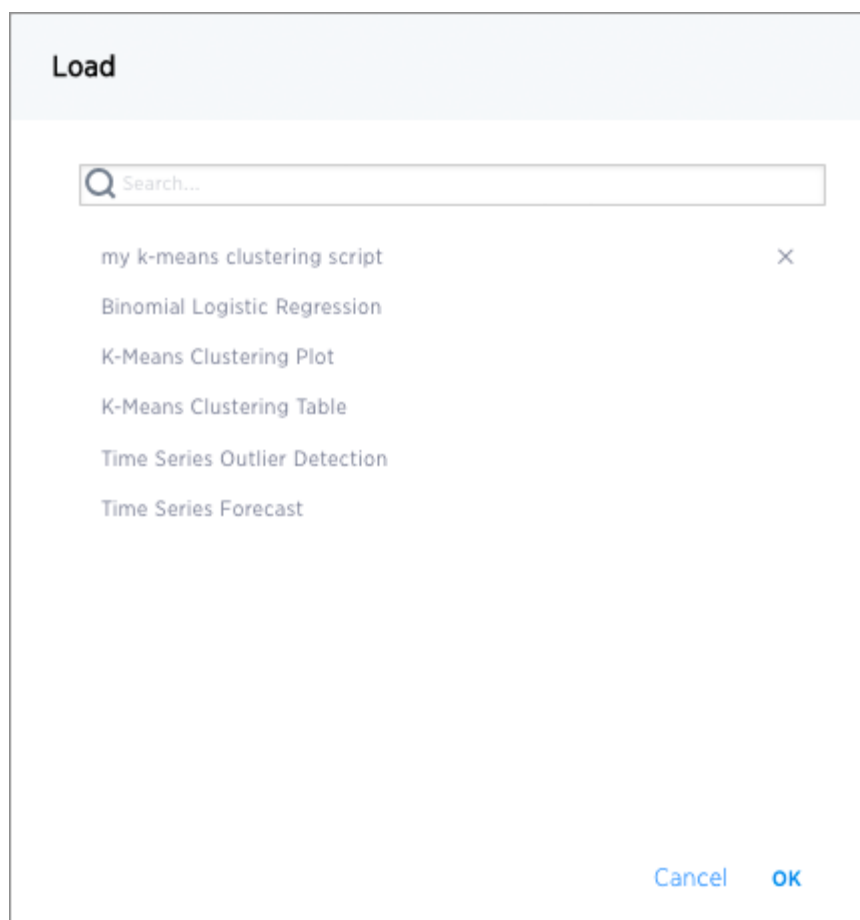 Load
Search...
my k-means clustering script
Binomial Logistic Regression
K-Means Clustering Plot
K-Means Clustering Table
Time Series Outlier Detection
Time Series Forecast
Cancel OK